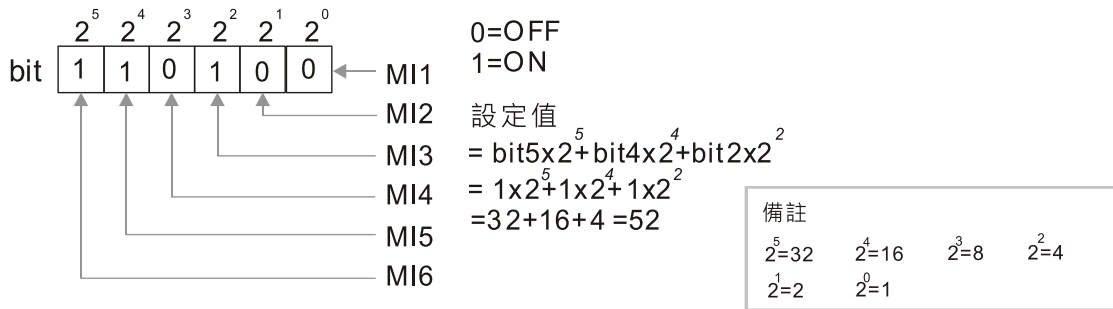 2⁵ 2⁴ 2³ 2² 2¹ 2⁰
bit 1 1 0 1 0 0
MI1
MI2
MI3
MI4
MI5
MI6
0=OFF
1=ON
設定值
= bit5x2⁵+bit4x2⁴+bit2x2²
= 1x2⁵+1x2⁴+1x2²
=32+16+4 =52
備註
2⁵=32 2⁴=16 2³=8 2²=4
2¹=2 2⁰=1